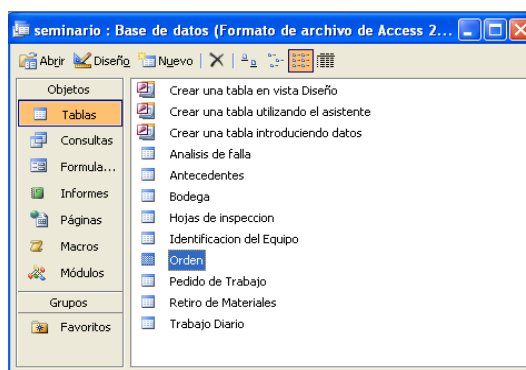 seminario : Base de datos (Formato de archivo de Access 2...
Abrir Diseño Nuevo
Objetos
Tablas
Consultas
Formula...
Informes
Páginas
Macros
Módulos
Grupos
Favoritos
Crear una tabla en vista Diseño
Crear una tabla utilizando el asistente
Crear una tabla introduciendo datos
Analisis de falla
Antecedentes
Bodega
Hojas de inspeccion
Identificacion del Equipo
Orden
Pedido de Trabajo
Retiro de Materiales
Trabajo Diario